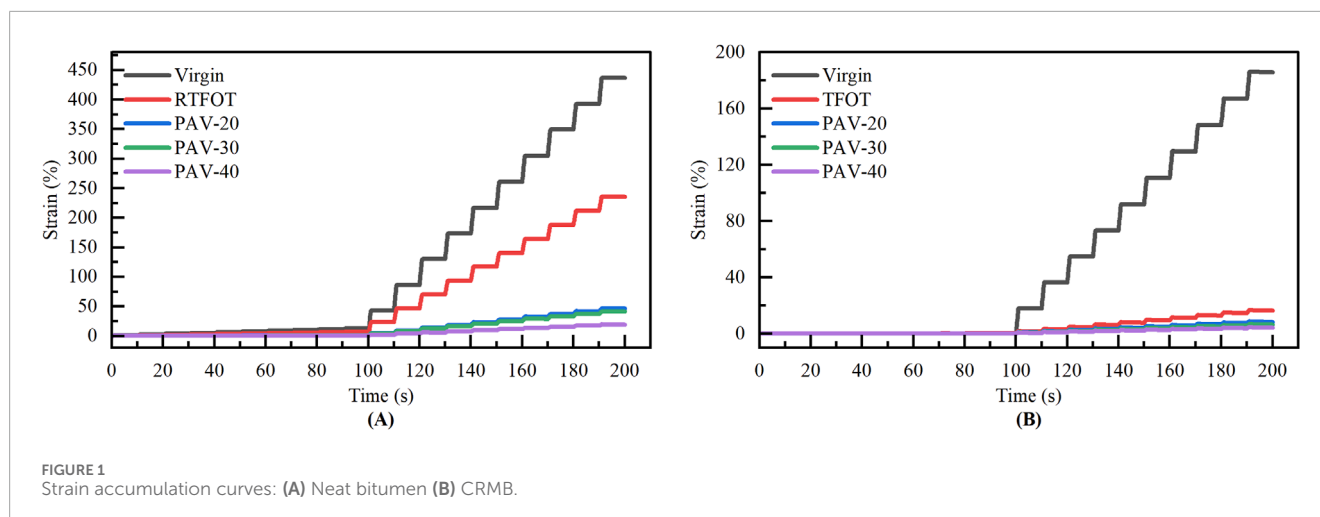 450
400
350
300
250
200
150
100
50
0
Strain (%)
Virgin
RTFOT
PAV-20
PAV-30
PAV-40
0 20 40 60 80 100 120 140 160 180 200
Time (s)
(A)
200
160
120
80
40
0
Strain (%)
Virgin
TFOT
PAV-20
PAV-30
PAV-40
0 20 40 60 80 100 120 140 160 180 200
Time (s)
(B)
FIGURE 1
Strain accumulation curves: (A) Neat bitumen (B) CRMB.